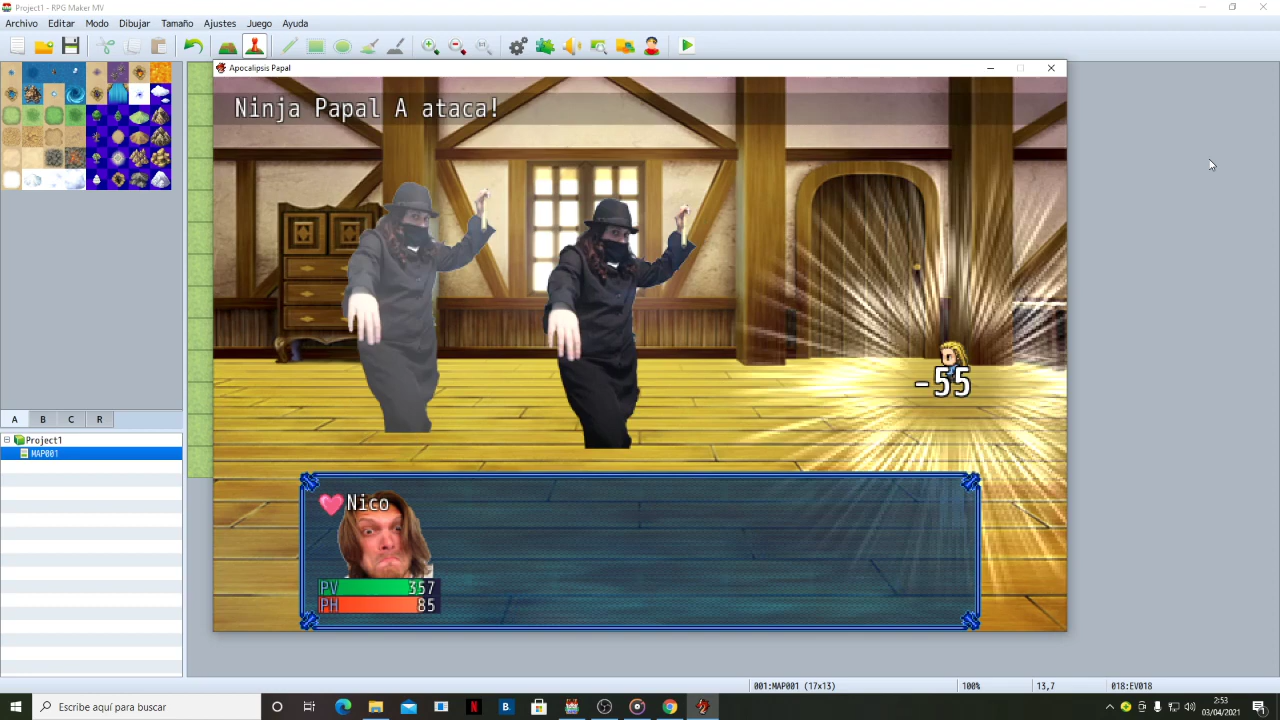 Project1 - RPG Maker MV
Archivo Editar Modo Dibujar Tamaño Ajustes Juego Ayuda
Apocalipsis Papal
Ninja Papal A ataca!
-55
Nico
PV 357
PH 85
A B C R
Project1
MAP001
001:MAP001 (17x13) 100% 13,7 018:EV018
Escribe aquí para buscar
2:53
03/04/2021